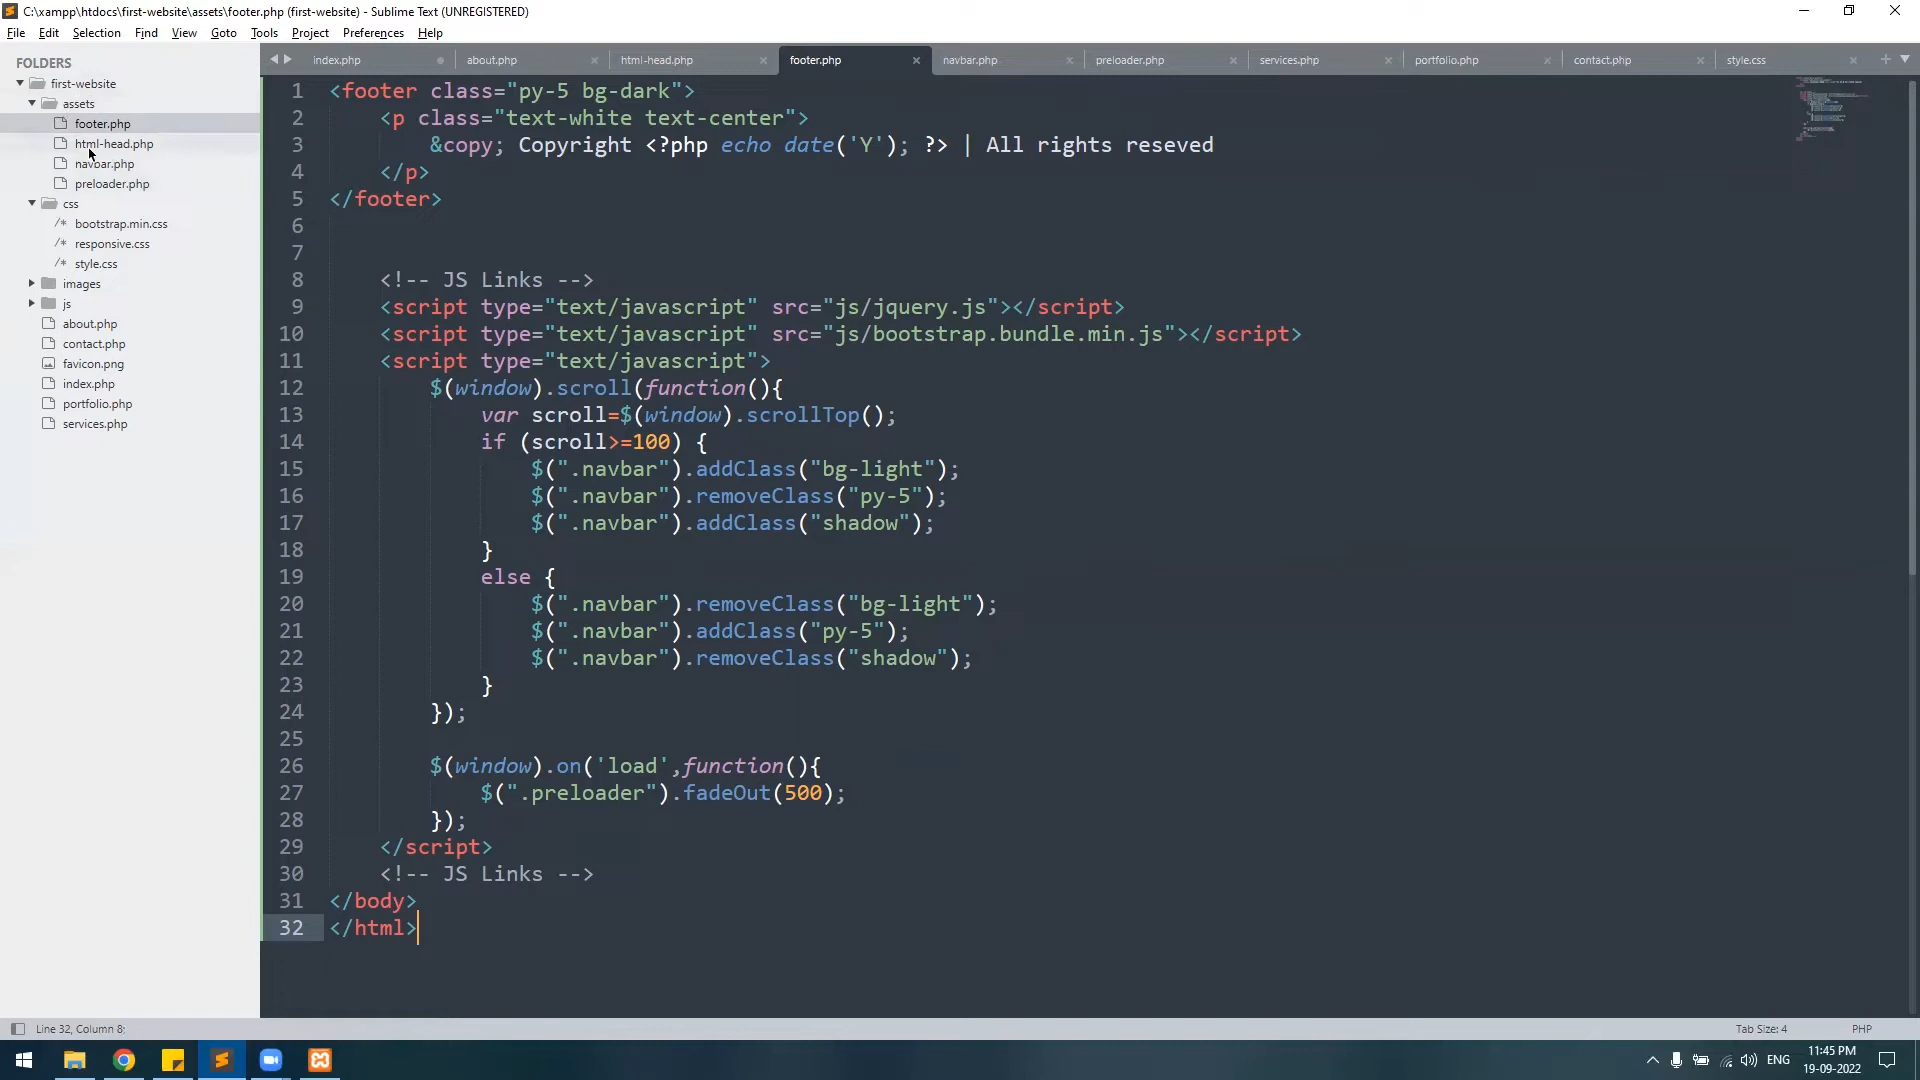 C:\xampp\htdocs\first-website\assets\footer.php (first-website) - Sublime Text (UNREGISTERED)
File Edit Selection Find View Goto Tools Project Preferences Help
FOLDERS
first-website
assets
footer.php
html-head.php
navbar.php
preloader.php
css
/* bootstrap.min.css
/* responsive.css
/* style.css
images
js
about.php
contact.php
favicon.png
index.php
portfolio.php
services.php
index.php about.php html-head.php footer.php navbar.php preloader.php services.php portfolio.php contact.php style.css
1 <footer class="py-5 bg-dark">
2 <p class="text-white text-center">
3 &copy; Copyright <?php echo date('Y'); ?> | All rights reseved
4 </p>
5 </footer>
6
7
8 <!-- JS Links -->
9 <script type="text/javascript" src="js/jquery.js"></script>
10 <script type="text/javascript" src="js/bootstrap.bundle.min.js"></script>
11 <script type="text/javascript">
12 $(window).scroll(function(){
13 var scroll=$(window).scrollTop();
14 if (scroll>=100) {
15 $(".navbar").addClass("bg-light");
16 $(".navbar").removeClass("py-5");
17 $(".navbar").addClass("shadow");
18 }
19 else {
20 $(".navbar").removeClass("bg-light");
21 $(".navbar").addClass("py-5");
22 $(".navbar").removeClass("shadow");
23 }
24 });
25
26 $(window).on('load',function(){
27 $(".preloader").fadeOut(500);
28 });
29 </script>
30 <!-- JS Links -->
31 </body>
32 </html>
Line 32, Column 8; Tab Size: 4 PHP
ENG 11:45 PM
19-09-2022